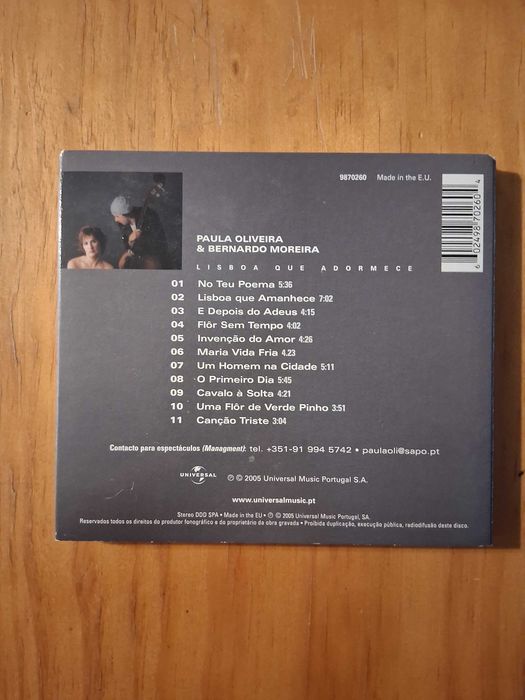 9870260 Made in the E.U.
6 02498 70260 4
PAULA OLIVEIRA
& BERNARDO MOREIRA
LISBOA QUE ADORMECE
01 No Teu Poema 5:36
02 Lisboa que Amanhece 7:02
03 E Depois do Adeus 4:15
04 Flôr Sem Tempo 4:02
05 Invenção do Amor 4:26
06 Maria Vida Fria 4.23
07 Um Homem na Cidade 5:11
08 O Primeiro Dia 5:45
09 Cavalo à Solta 4:21
10 Uma Flôr de Verde Pinho 3:51
11 Canção Triste 3:04
Contacto para espectáculos (Managment): tel. +351-91 994 5742 • paulaoli@sapo.pt
UNIVERSAL ℗ © 2005 Universal Music Portugal S.A.
www.universalmusic.pt
Stereo DDD SPA • Made in the EU • ℗ © 2005 Universal Music Portugal, SA.
Reservados todos os direitos do produtor fonográfico e do proprietário da obra gravada • Proibida duplicação, execução pública, radiodifusão deste disco.